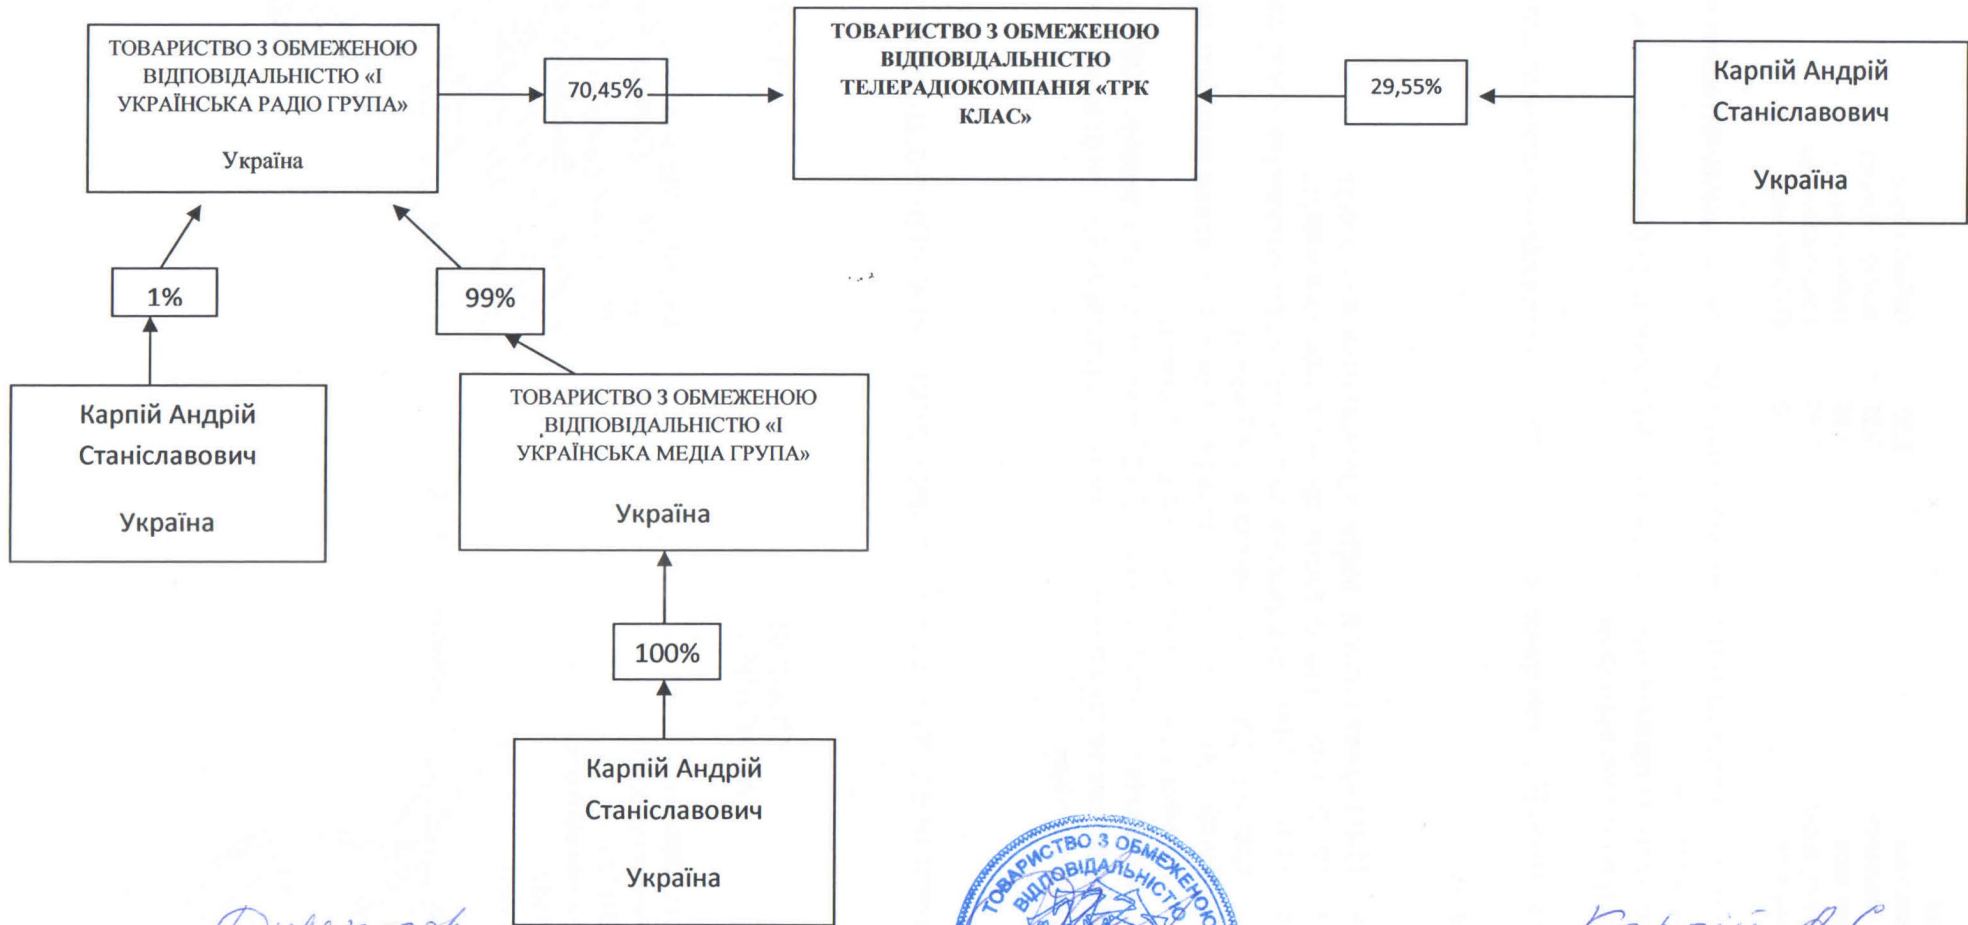 ТОВАРИСТВО З ОБМЕЖЕНОЮ
ВІДПОВІДАЛЬНІСТЮ «І
УКРАЇНСЬКА РАДІО ГРУПА»
Україна
70,45%
ТОВАРИСТВО З ОБМЕЖЕНОЮ
ВІДПОВІДАЛЬНІСТЮ
ТЕЛЕРАДІОКОМПАНІЯ «ТРК
КЛАС»
29,55%
Карпій Андрій
Станіславович
Україна
1%
99%
Карпій Андрій
Станіславович
Україна
ТОВАРИСТВО З ОБМЕЖЕНОЮ
ВІДПОВІДАЛЬНІСТЮ «І
УКРАЇНСЬКА МЕДІА ГРУПА»
Україна
100%
Карпій Андрій
Станіславович
Україна
ТОВАРИСТВО З ОБМЕЖЕНОЮ
ВІДПОВІДАЛЬНІСТЮ
Директор
Карпій А.С.